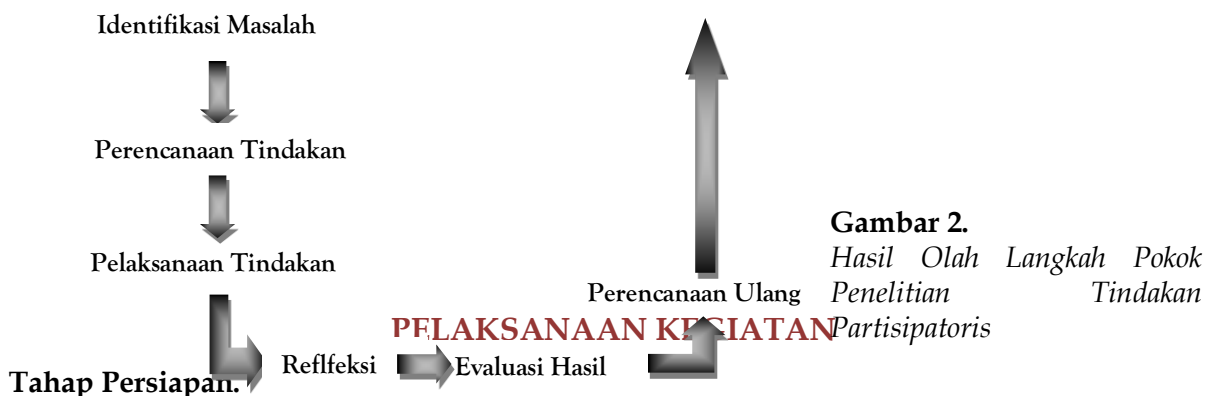 Identifikasi Masalah
Perencanaan Tindakan
Pelaksanaan Tindakan
Reflfeksi
Evaluasi Hasil
Perencanaan Ulang
Gambar 2.
Hasil Olah Langkah Pokok
Penelitian Tindakan
Partisipatoris
PELAKSANAAN KEGIATAN
Tahap Persiapan.